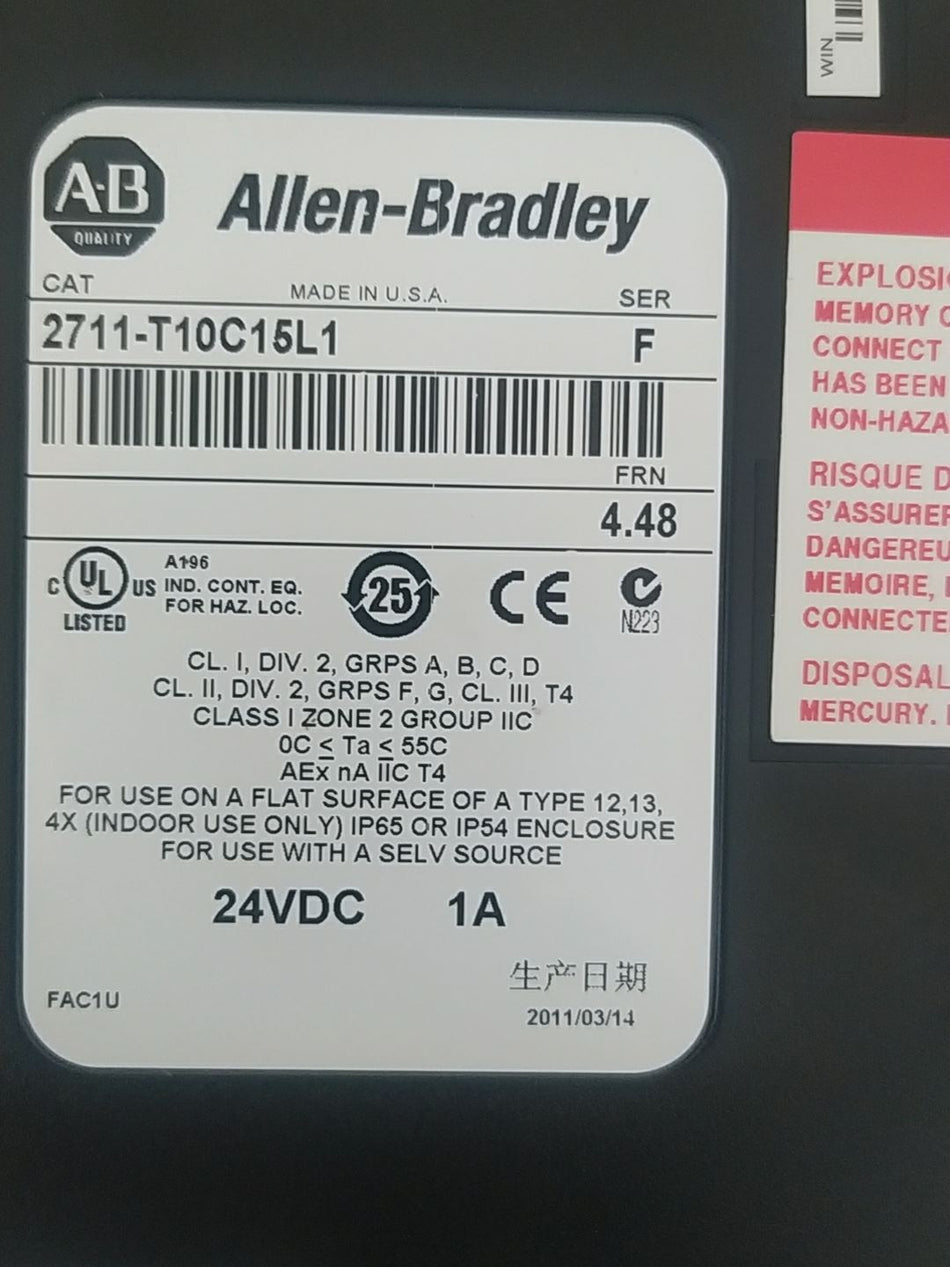 WIN
A-B
QUALITY
Allen-Bradley
CAT
MADE IN U.S.A.
SER
2711-T10C15L1
F
FRN
4.48
C UL US
LISTED
A196
IND. CONT. EQ.
FOR HAZ. LOC.
25
CE
N223
CL. I, DIV. 2, GRPS A, B, C, D
CL. II, DIV. 2, GRPS F, G, CL. III, T4
CLASS I ZONE 2 GROUP IIC
0C ≤ Ta ≤ 55C
AEx nA IIC T4
FOR USE ON A FLAT SURFACE OF A TYPE 12,13,
4X (INDOOR USE ONLY) IP65 OR IP54 ENCLOSURE
FOR USE WITH A SELV SOURCE
24VDC 1A
生产日期
FAC1U
2011/03/14
EXPLOSI
MEMORY
CONNECT
HAS BEEN
NON-HAZA
RISQUE D
S'ASSURER
DANGEREU
MEMOIRE,
CONNECTE
DISPOSAL
MERCURY.